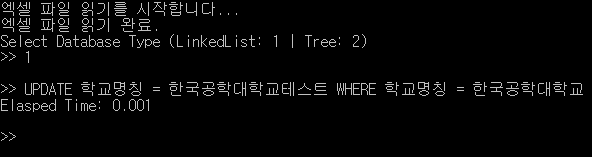 엑셀 파일 읽기를 시작합니다...
엑셀 파일 읽기 완료.
Select Database Type (LinkedList: 1 | Tree: 2)
>> 1
>> UPDATE 학교명칭 = 한국공학대학교테스트 WHERE 학교명칭 = 한국공학대학교
Elasped Time: 0.001
>>